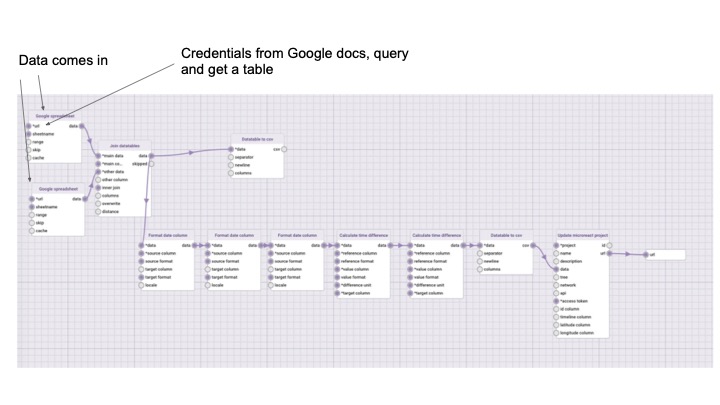 Data comes in
Credentials from Google docs, query
and get a table
Google spreadsheet
*url data
sheetname
range
skip
cache
Google spreadsheet
*url data
sheetname
range
skip
cache
Join datatables
*main data data
*main co... skipped
*other data
other column
inner join
columns
overwrite
distance
Datatable to csv
*data csv
separator
newline
columns
Format date column
*data data
*source column
source format
target column
target format
locale
Format date column
*data data
*source column
source format
target column
target format
locale
Format date column
*data data
*source column
source format
target column
target format
locale
Calculate time difference
*data data
*reference column
reference format
*value column
value format
*difference unit
*target column
Calculate time difference
*data data
*reference column
reference format
*value column
value format
*difference unit
*target column
Datatable to csv
*data csv
separator
newline
columns
Update microreact project
*project id
name url
description
data
tree
network
api
*access token
id column
timeline column
latitude column
longitude column
url